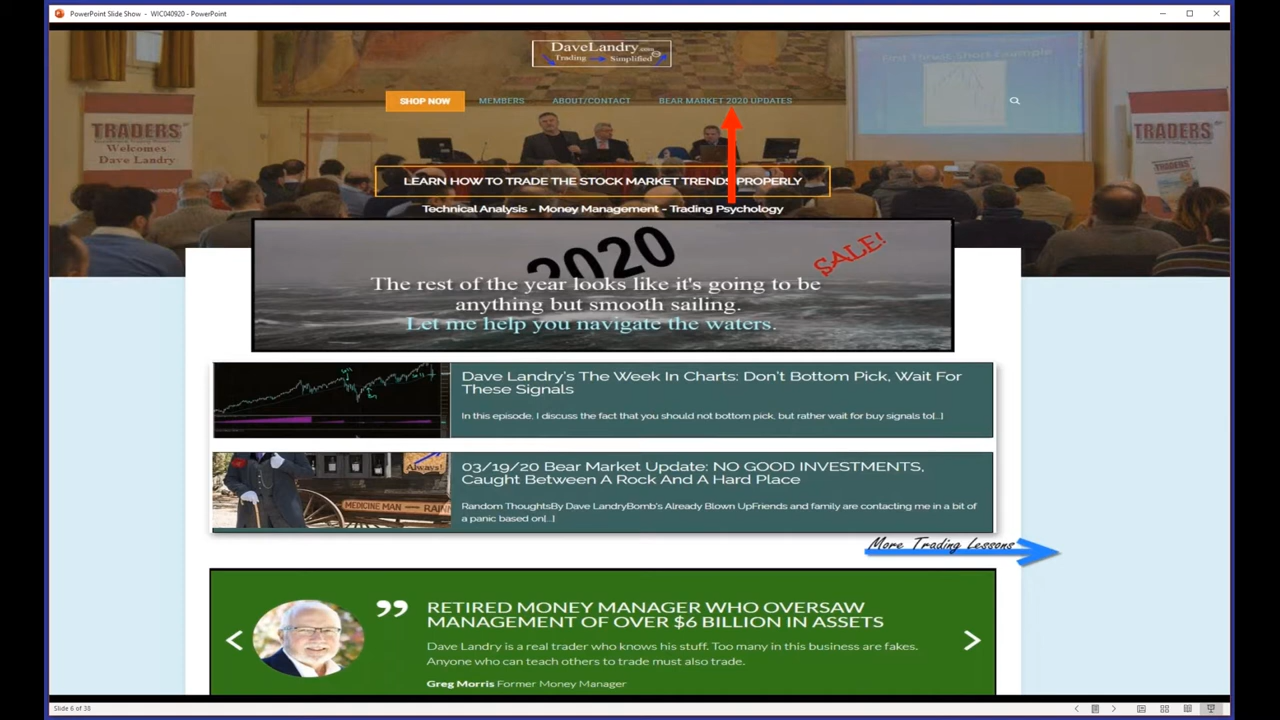 PowerPoint Slide Show - WIC040920 - PowerPoint
DaveLandry
Trading Simplified
SHOP NOW MEMBERS ABOUT/CONTACT BEAR MARKET 2020 UPDATES
First Thrust Short Example
TRADERS'
Welcomes
Dave Landry
TRADERS'
LEARN HOW TO TRADE THE STOCK MARKET TRENDS PROPERLY
Technical Analysis - Money Management - Trading Psychology
2020
SALE!
The rest of the year looks like it's going to be
anything but smooth sailing.
Let me help you navigate the waters.
Dave Landry's The Week In Charts: Don't Bottom Pick, Wait For
These Signals
In this episode, I discuss the fact that you should not bottom pick, but rather wait for buy signals to[...]
Always!
MEDICINE MAN — RAIN
03/19/20 Bear Market Update: NO GOOD INVESTMENTS,
Caught Between A Rock And A Hard Place
Random ThoughtsBy Dave LandryBomb's Already Blown UpFriends and family are contacting me in a bit of
a panic based on[...]
More Trading Lessons
RETIRED MONEY MANAGER WHO OVERSAW
MANAGEMENT OF OVER $6 BILLION IN ASSETS
Dave Landry is a real trader who knows his stuff. Too many in this business are fakes.
Anyone who can teach others to trade must also trade.
Greg Morris Former Money Manager
Slide 6 of 38